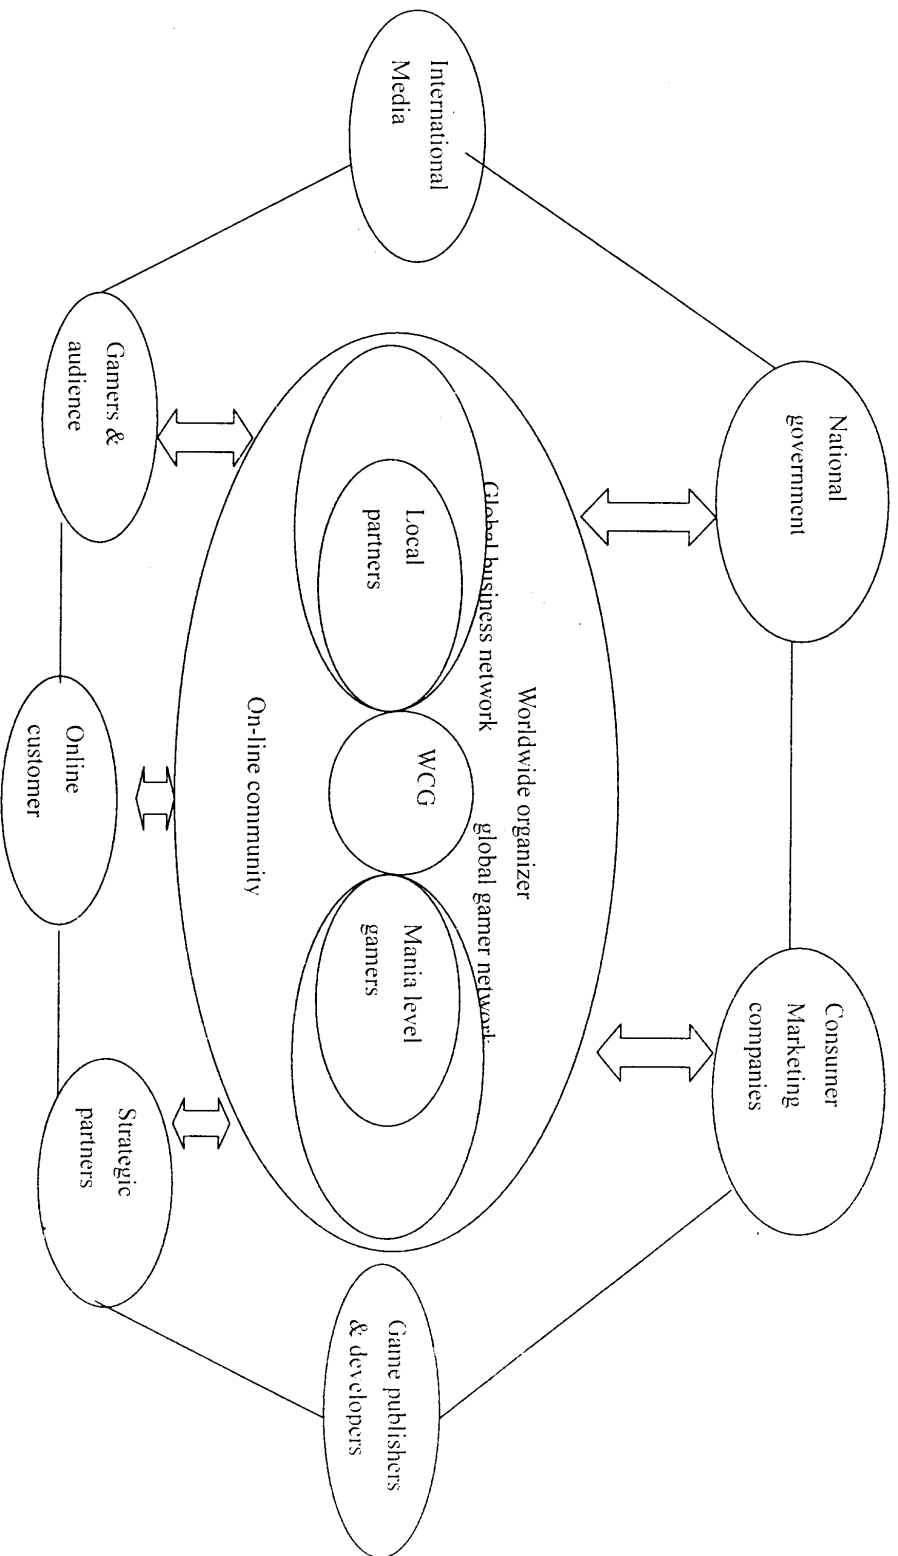 National
government
Consumer
Marketing
companies
International
Media
Worldwide organizer
Global business network
global gamer network
Local
partners
WCG
Mania level
gamers
On-line community
Game publishers
& developers
Gamers &
audience
Online
customer
Strategic
partners